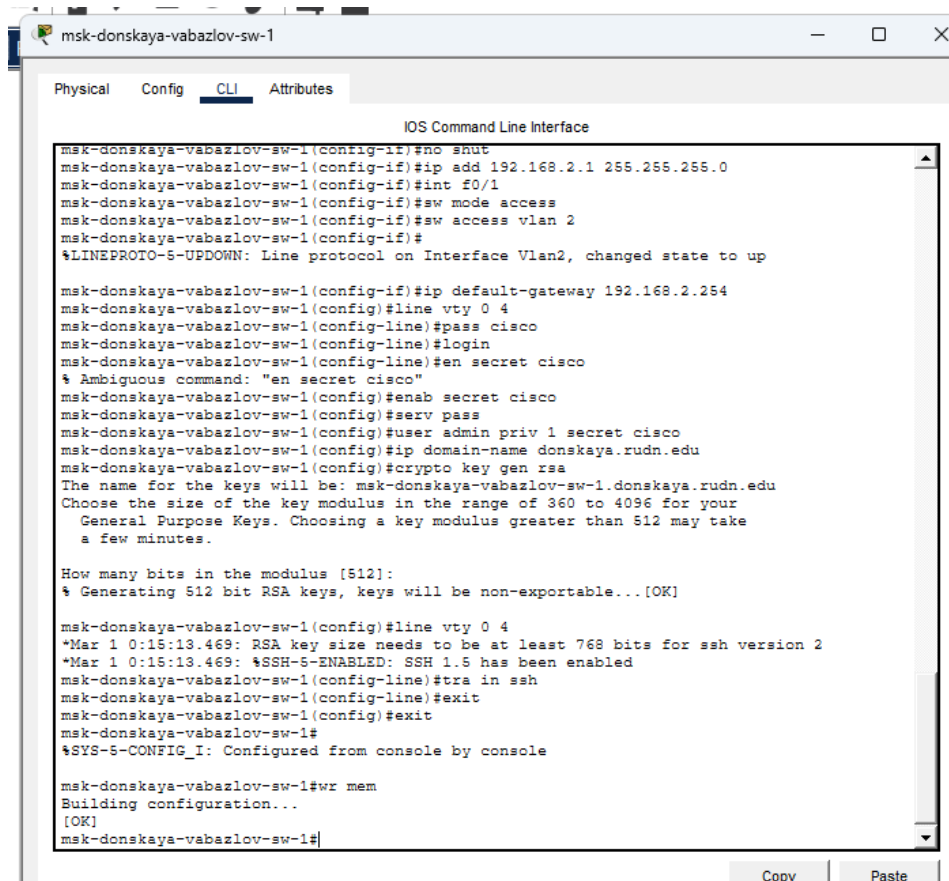 msk-donskaya-vabazlov-sw-1
Physical Config CLI Attributes
IOS Command Line Interface
msk-donskaya-vabazlov-sw-1(config-if)#no shut
msk-donskaya-vabazlov-sw-1(config-if)#ip add 192.168.2.1 255.255.255.0
msk-donskaya-vabazlov-sw-1(config-if)#int f0/1
msk-donskaya-vabazlov-sw-1(config-if)#sw mode access
msk-donskaya-vabazlov-sw-1(config-if)#sw access vlan 2
msk-donskaya-vabazlov-sw-1(config-if)#
%LINEPROTO-5-UPDOWN: Line protocol on Interface Vlan2, changed state to up
msk-donskaya-vabazlov-sw-1(config-if)#ip default-gateway 192.168.2.254
msk-donskaya-vabazlov-sw-1(config)#line vty 0 4
msk-donskaya-vabazlov-sw-1(config-line)#pass cisco
msk-donskaya-vabazlov-sw-1(config-line)#login
msk-donskaya-vabazlov-sw-1(config-line)#en secret cisco
% Ambiguous command: "en secret cisco"
msk-donskaya-vabazlov-sw-1(config)#enab secret cisco
msk-donskaya-vabazlov-sw-1(config)#serv pass
msk-donskaya-vabazlov-sw-1(config)#user admin priv 1 secret cisco
msk-donskaya-vabazlov-sw-1(config)#ip domain-name donskaya.rudn.edu
msk-donskaya-vabazlov-sw-1(config)#crypto key gen rsa
The name for the keys will be: msk-donskaya-vabazlov-sw-1.donskaya.rudn.edu
Choose the size of the key modulus in the range of 360 to 4096 for your
General Purpose Keys. Choosing a key modulus greater than 512 may take
a few minutes.
How many bits in the modulus [512]:
% Generating 512 bit RSA keys, keys will be non-exportable...[OK]
msk-donskaya-vabazlov-sw-1(config)#line vty 0 4
*Mar 1 0:15:13.469: RSA key size needs to be at least 768 bits for ssh version 2
*Mar 1 0:15:13.469: %SSH-5-ENABLED: SSH 1.5 has been enabled
msk-donskaya-vabazlov-sw-1(config-line)#tra in ssh
msk-donskaya-vabazlov-sw-1(config-line)#exit
msk-donskaya-vabazlov-sw-1(config)#exit
msk-donskaya-vabazlov-sw-1#
%SYS-5-CONFIG_I: Configured from console by console
msk-donskaya-vabazlov-sw-1#wr mem
Building configuration...
[OK]
msk-donskaya-vabazlov-sw-1#
Copy Paste